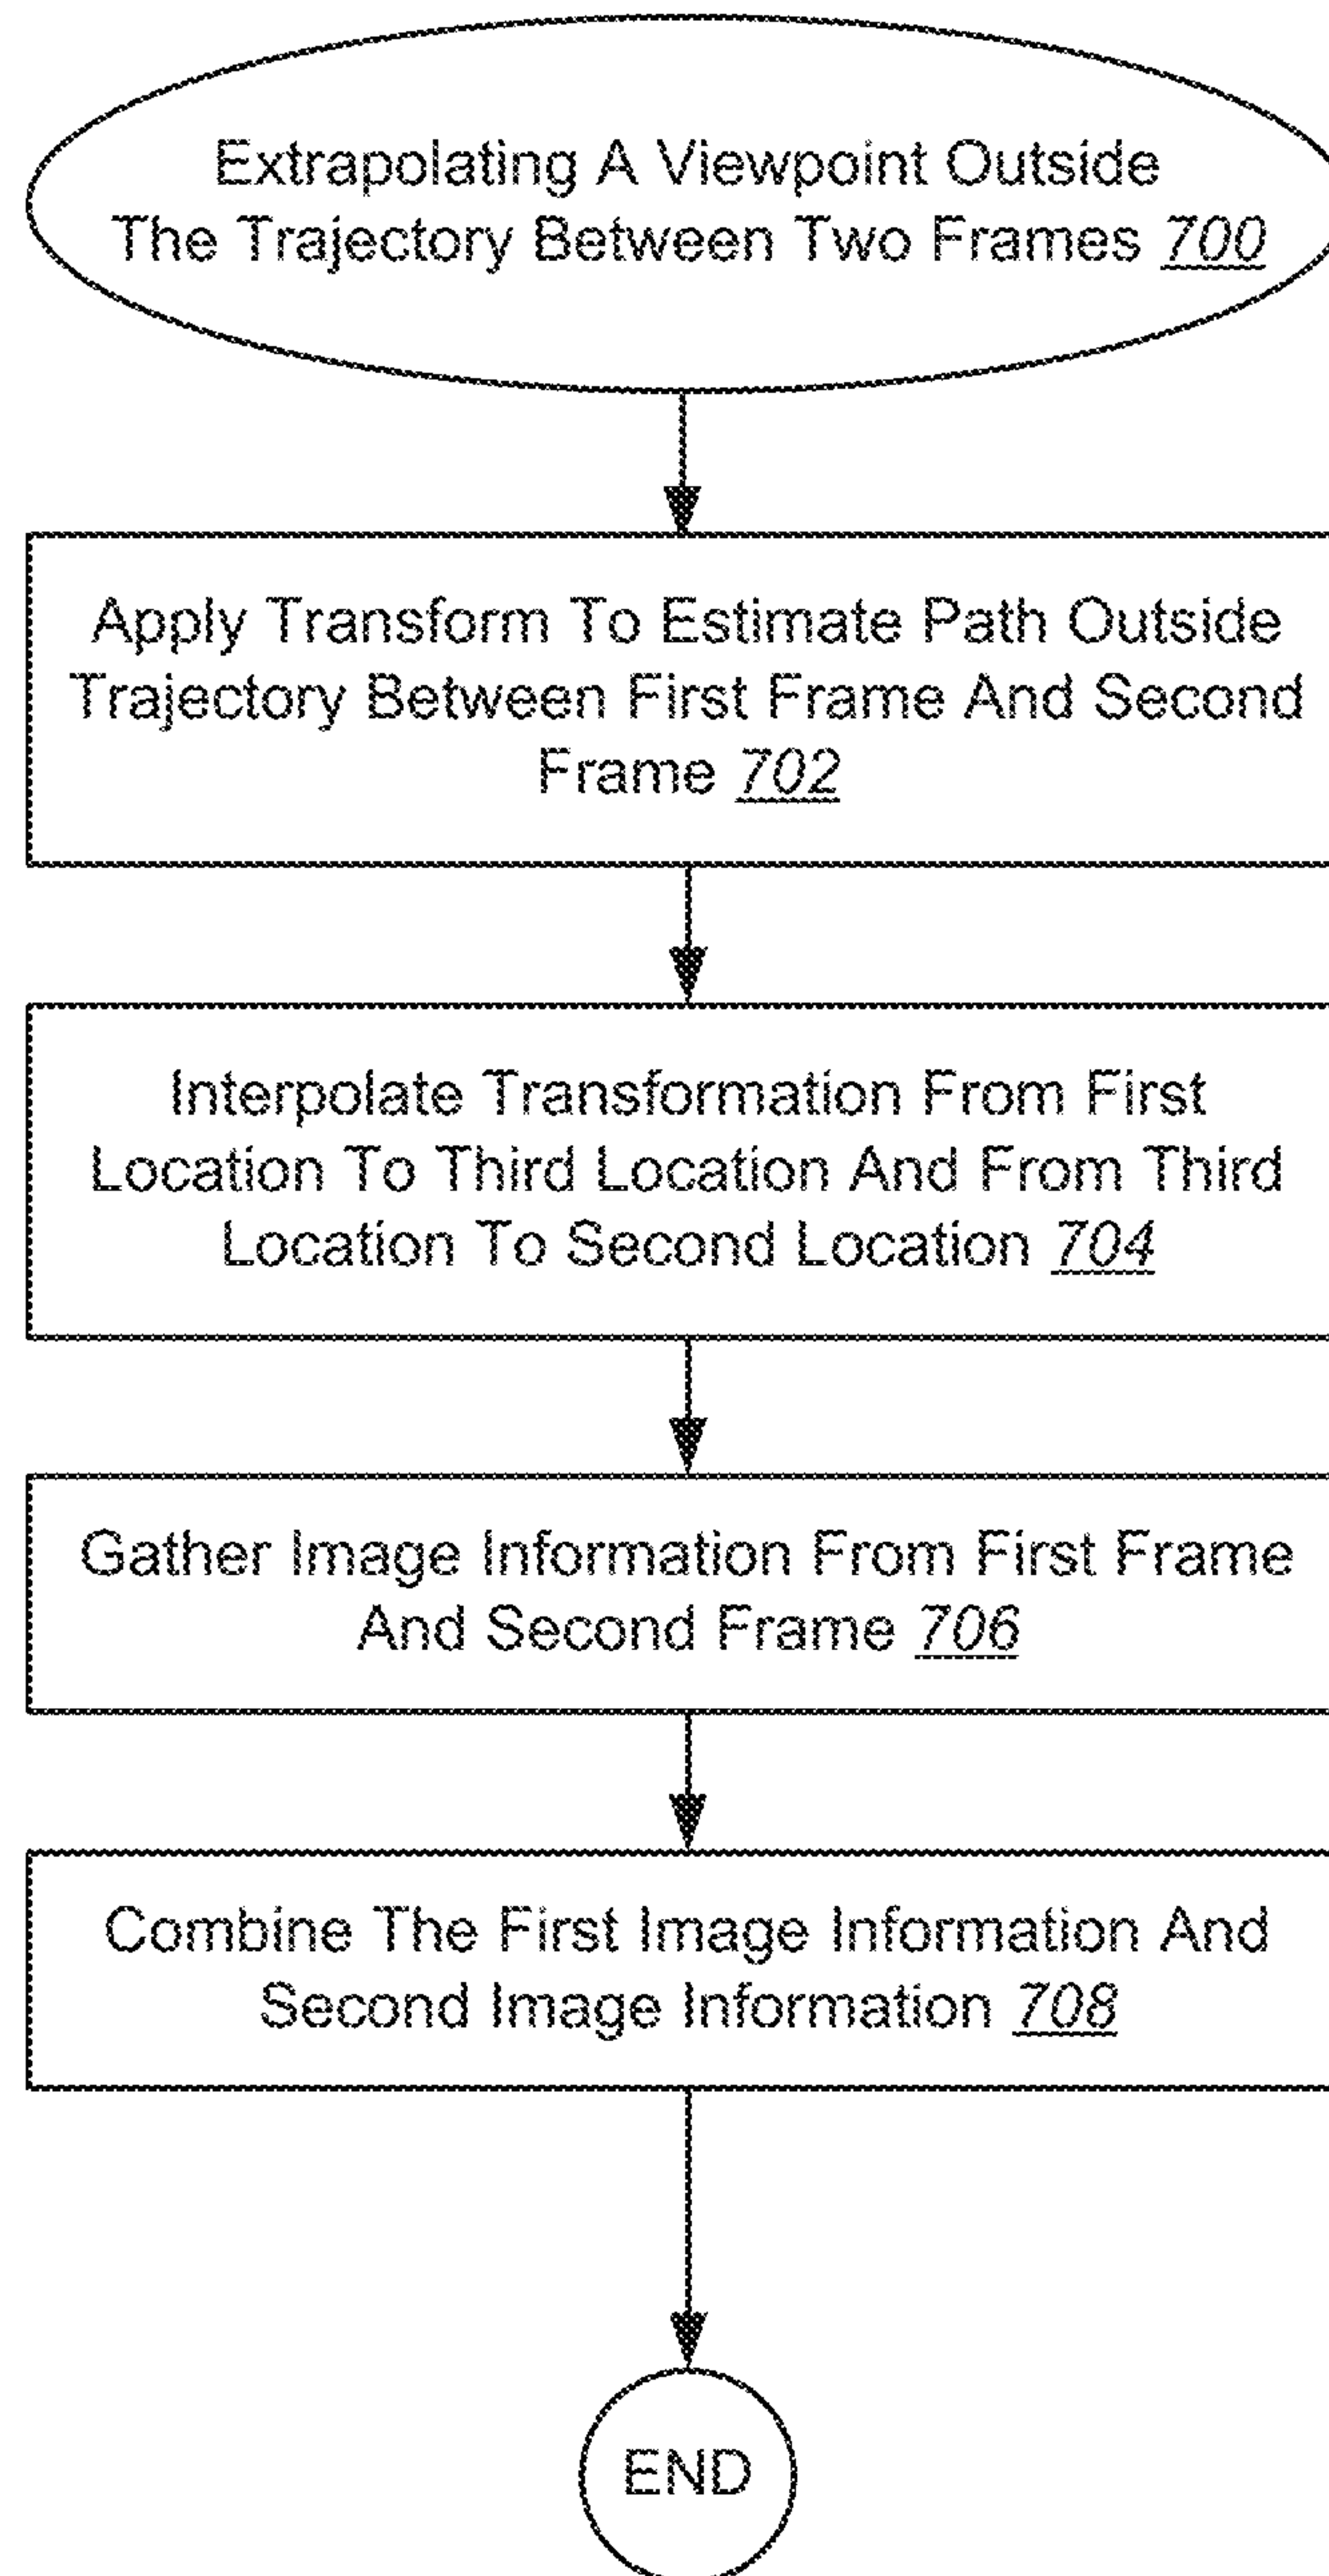 Extrapolating A Viewpoint Outside
The Trajectory Between Two Frames 700
Apply Transform To Estimate Path Outside
Trajectory Between First Frame And Second
Frame 702
Interpolate Transformation From First
Location To Third Location And From Third
Location To Second Location 704
Gather Image Information From First Frame
And Second Frame 706
Combine The First Image Information And
Second Image Information 708
END